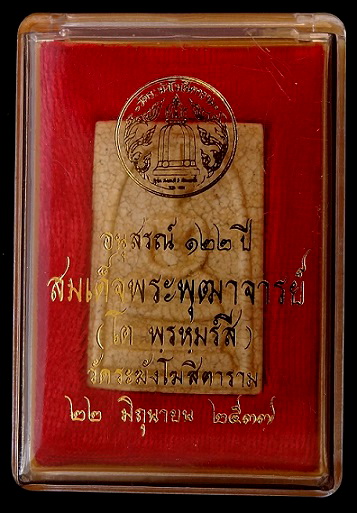 อนุสรณ์ ๑๒๒ ปี
สมเด็จพระพุฒาจารย์
(โต พฺรหฺมรํสี)
วัดระฆังโฆสิตาราม
๒๒ มิถุนายน ๒๕๓๗